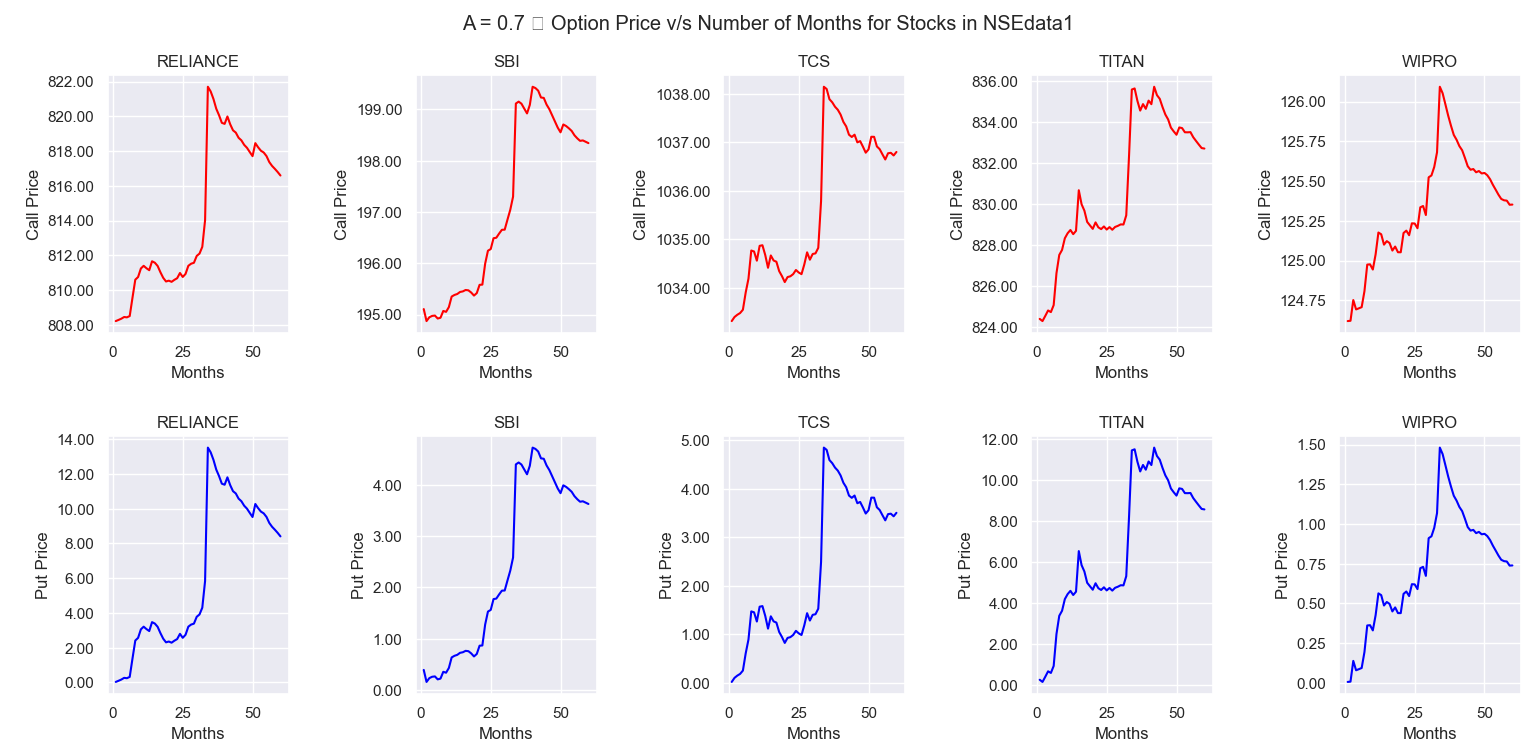 A = 0.7 □ Option Price v/s Number of Months for Stocks in NSEdata1
RELIANCE
822.00
820.00
818.00
816.00
814.00
812.00
810.00
808.00
Call Price
0 25 50
Months
SBI
199.00
198.00
197.00
196.00
195.00
Call Price
0 25 50
Months
TCS
1038.00
1037.00
1036.00
1035.00
1034.00
Call Price
0 25 50
Months
TITAN
836.00
834.00
832.00
830.00
828.00
826.00
824.00
Call Price
0 25 50
Months
WIPRO
126.00
125.75
125.50
125.25
125.00
124.75
Call Price
0 25 50
Months
RELIANCE
14.00
12.00
10.00
8.00
6.00
4.00
2.00
0.00
Put Price
0 25 50
Months
SBI
4.00
3.00
2.00
1.00
0.00
Put Price
0 25 50
Months
TCS
5.00
4.00
3.00
2.00
1.00
0.00
Put Price
0 25 50
Months
TITAN
12.00
10.00
8.00
6.00
4.00
2.00
0.00
Put Price
0 25 50
Months
WIPRO
1.50
1.25
1.00
0.75
0.50
0.25
0.00
Put Price
0 25 50
Months